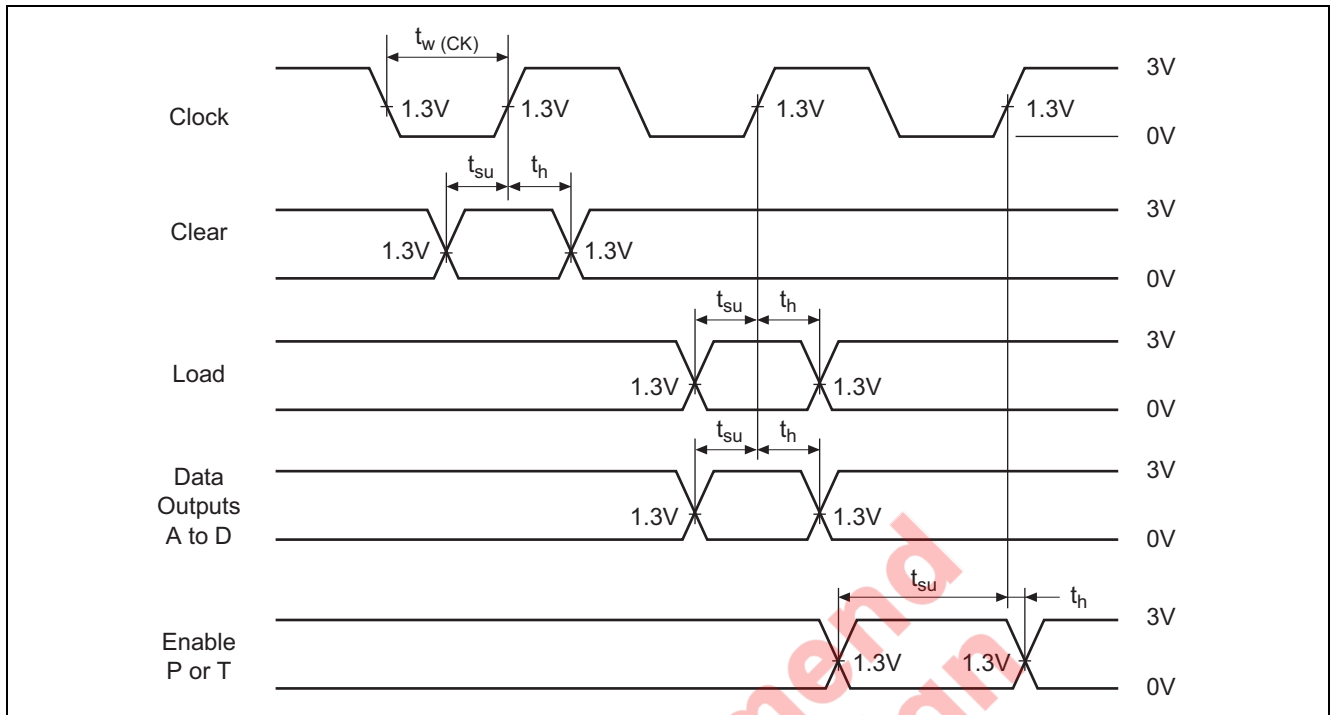 tw (CK)
3V
Clock
1.3V 1.3V 1.3V 1.3V
0V
tsu th
3V
Clear
1.3V 1.3V
0V
tsu th
3V
Load
1.3V 1.3V
0V
tsu th
3V
Data
Outputs
A to D
1.3V 1.3V
0V
tsu th
3V
Enable
P or T
1.3V 1.3V
0V